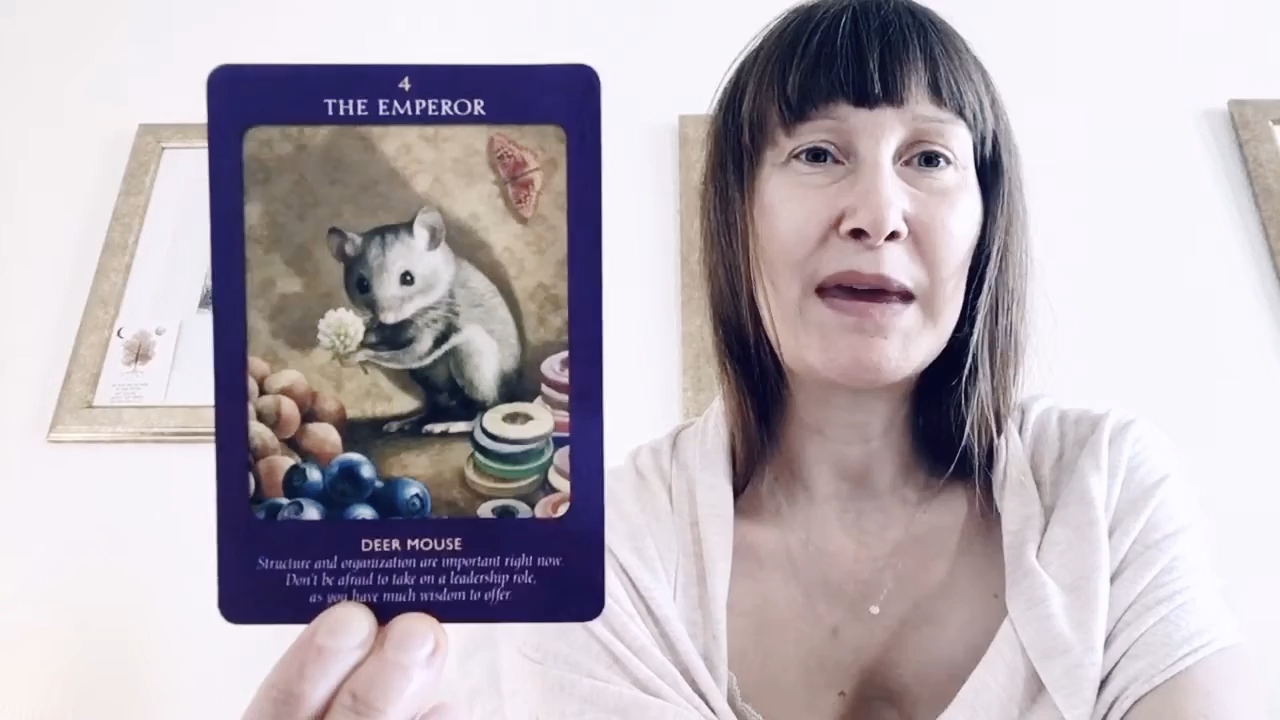 4
THE EMPEROR
DEER MOUSE
Structure and organization are important right now.
Don't be afraid to take on a leadership role,
as you have much wisdom to offer.